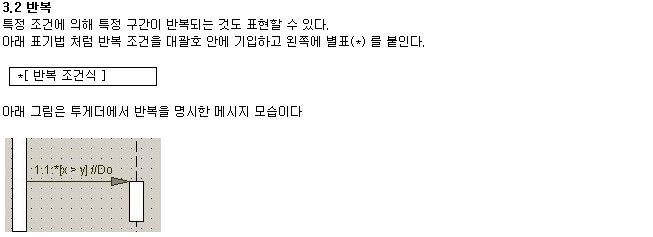 3.2 반복
특정 조건에 의해 특정 구간이 반복되는 것도 표현할 수 있다.
아래 표기법 처럼 반복 조건을 대괄호 안에 기입하고 왼쪽에 별표(*) 를 붙인다.
*[ 반복 조건식 ]
아래 그림은 투게더에서 반복을 명시한 메시지 모습이다
1.1:*[x > y] //Do